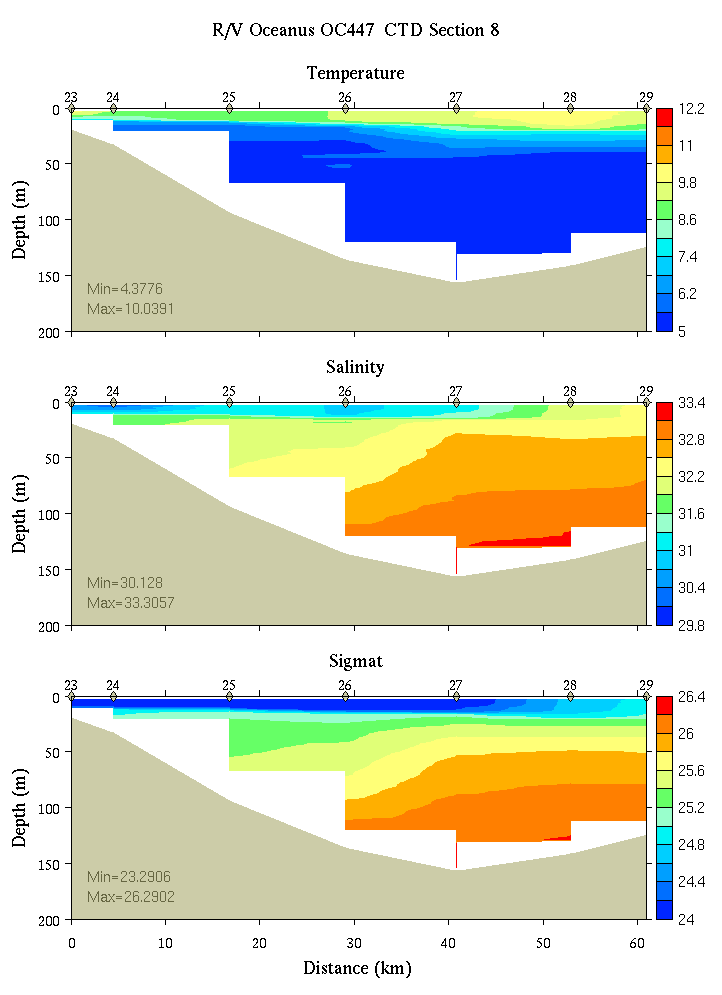 R/V Oceanus OC447 CTD Section 8
Temperature
23 24 25 26 27 28 29
0
50
100
150
200
Depth (m)
Min=4.3776
Max=10.0391
12.2
11
9.8
8.6
7.4
6.2
5
Salinity
23 24 25 26 27 28 29
0
50
100
150
200
Depth (m)
Min=30.128
Max=33.3057
33.4
32.8
32.2
31.6
31
30.4
29.8
Sigmat
23 24 25 26 27 28 29
0
50
100
150
200
Depth (m)
Min=23.2906
Max=26.2902
26.4
26
25.6
25.2
24.8
24.4
24
0 10 20 30 40 50 60
Distance (km)